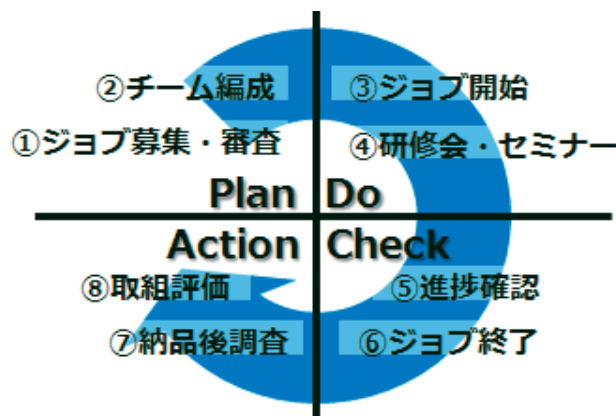 ②チーム編成
①ジョブ募集・審査
Plan
③ジョブ開始
④研修会・セミナー
Do
Check
⑤進捗確認
⑥ジョブ終了
Action
⑧取組評価
⑦納品後調査